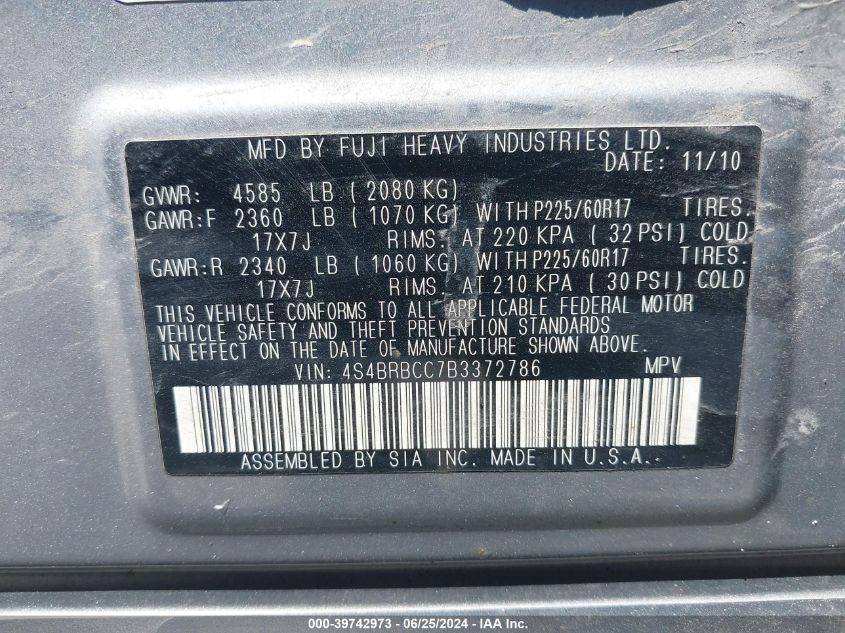 MFD BY FUJI HEAVY INDUSTRIES LTD.
DATE: 11/10
GVWR: 4585 LB ( 2080 KG)
GAWR:F 2360 LB ( 1070 KG) WITH P225/60R17 TIRES.
17X7J RIMS. AT 220 KPA ( 32 PSI) COLD
GAWR:R 2340 LB ( 1060 KG) WITH P225/60R17 TIRES.
17X7J RIMS. AT 210 KPA ( 30 PSI) COLD
THIS VEHICLE CONFORMS TO ALL APPLICABLE FEDERAL MOTOR
VEHICLE SAFETY AND THEFT PREVENTION STANDARDS
IN EFFECT ON THE DATE OF MANUFACTURE SHOWN ABOVE.
VIN: 4S4BRBCC7B3372786 MPV
ASSEMBLED BY SIA INC. MADE IN U.S.A.
000-39742973 - 06/25/2024 - © IAA Inc.